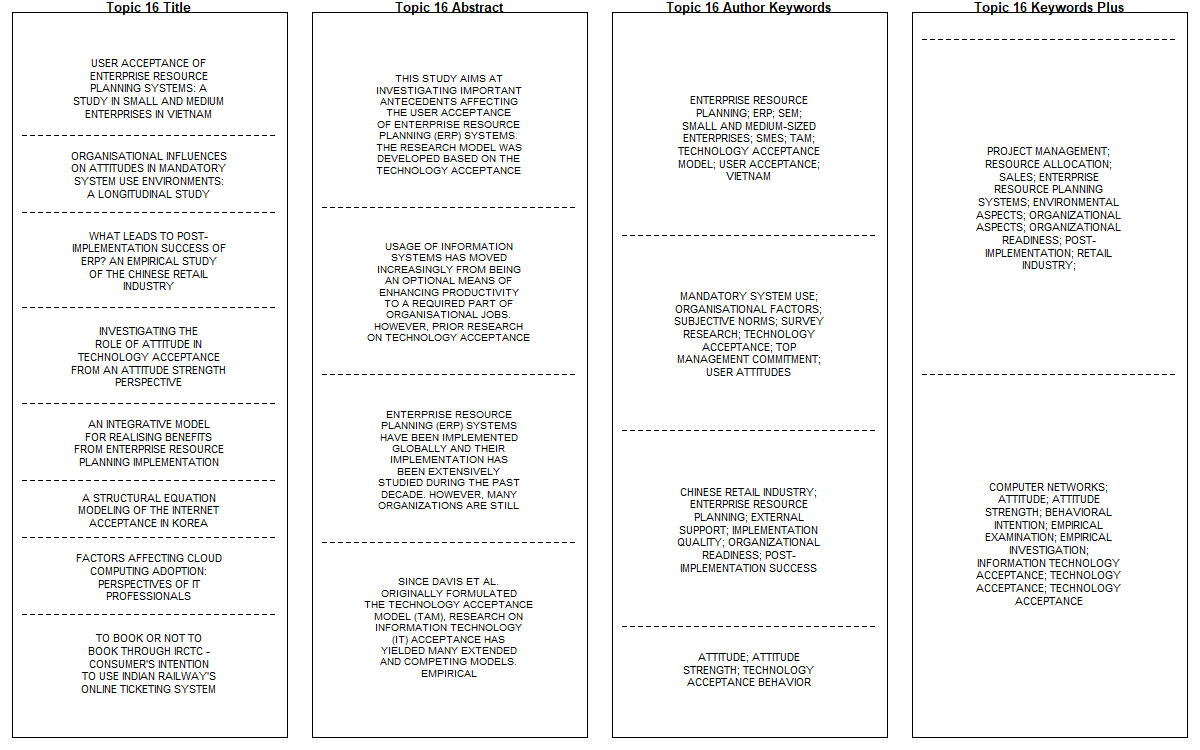 Topic 16 Title
USER ACCEPTANCE OF
ENTERPRISE RESOURCE
PLANNING SYSTEMS: A
STUDY IN SMALL AND MEDIUM
ENTERPRISES IN VIETNAM
ORGANISATIONAL INFLUENCES
ON ATTITUDES IN MANDATORY
SYSTEM USE ENVIRONMENTS:
A LONGITUDINAL STUDY
WHAT LEADS TO POST-
IMPLEMENTATION SUCCESS OF
ERP? AN EMPIRICAL STUDY
OF THE CHINESE RETAIL
INDUSTRY
INVESTIGATING THE
ROLE OF ATTITUDE IN
TECHNOLOGY ACCEPTANCE
FROM AN ATTITUDE STRENGTH
PERSPECTIVE
AN INTEGRATIVE MODEL
FOR REALISING BENEFITS
FROM ENTERPRISE RESOURCE
PLANNING IMPLEMENTATION
A STRUCTURAL EQUATION
MODELING OF THE INTERNET
ACCEPTANCE IN KOREA
FACTORS AFFECTING CLOUD
COMPUTING ADOPTION:
PERSPECTIVES OF IT
PROFESSIONALS
TO BOOK OR NOT TO
BOOK THROUGH IRCTC -
CONSUMER'S INTENTION
TO USE INDIAN RAILWAY'S
ONLINE TICKETING SYSTEM
Topic 16 Abstract
THIS STUDY AIMS AT
INVESTIGATING IMPORTANT
ANTECEDENTS AFFECTING
THE USER ACCEPTANCE
OF ENTERPRISE RESOURCE
PLANNING (ERP) SYSTEMS.
THE RESEARCH MODEL WAS
DEVELOPED BASED ON THE
TECHNOLOGY ACCEPTANCE
USAGE OF INFORMATION
SYSTEMS HAS MOVED
INCREASINGLY FROM BEING
AN OPTIONAL MEANS OF
ENHANCING PRODUCTIVITY
TO A REQUIRED PART OF
ORGANISATIONAL JOBS.
HOWEVER, PRIOR RESEARCH
ON TECHNOLOGY ACCEPTANCE
ENTERPRISE RESOURCE
PLANNING (ERP) SYSTEMS
HAVE BEEN IMPLEMENTED
GLOBALLY AND THEIR
IMPLEMENTATION HAS
BEEN EXTENSIVELY
STUDIED DURING THE PAST
DECADE. HOWEVER, MANY
ORGANIZATIONS ARE STILL
SINCE DAVIS ET AL.
ORIGINALLY FORMULATED
THE TECHNOLOGY ACCEPTANCE
MODEL (TAM), RESEARCH ON
INFORMATION TECHNOLOGY
(IT) ACCEPTANCE HAS
YIELDED MANY EXTENDED
AND COMPETING MODELS.
EMPIRICAL
Topic 16 Author Keywords
ENTERPRISE RESOURCE
PLANNING; ERP; SEM;
SMALL AND MEDIUM-SIZED
ENTERPRISES; SMES; TAM;
TECHNOLOGY ACCEPTANCE
MODEL; USER ACCEPTANCE;
VIETNAM
MANDATORY SYSTEM USE;
ORGANISATIONAL FACTORS;
SUBJECTIVE NORMS; SURVEY
RESEARCH; TECHNOLOGY
ACCEPTANCE; TOP
MANAGEMENT COMMITMENT;
USER ATTITUDES
CHINESE RETAIL INDUSTRY;
ENTERPRISE RESOURCE
PLANNING; EXTERNAL
SUPPORT; IMPLEMENTATION
QUALITY; ORGANIZATIONAL
READINESS; POST-
IMPLEMENTATION SUCCESS
ATTITUDE; ATTITUDE
STRENGTH; TECHNOLOGY
ACCEPTANCE BEHAVIOR
Topic 16 Keywords Plus
PROJECT MANAGEMENT;
RESOURCE ALLOCATION;
SALES; ENTERPRISE
RESOURCE PLANNING
SYSTEMS; ENVIRONMENTAL
ASPECTS; ORGANIZATIONAL
ASPECTS; ORGANIZATIONAL
READINESS; POST-
IMPLEMENTATION; RETAIL
INDUSTRY;
COMPUTER NETWORKS;
ATTITUDE; ATTITUDE
STRENGTH; BEHAVIORAL
INTENTION; EMPIRICAL
EXAMINATION; EMPIRICAL
INVESTIGATION;
INFORMATION TECHNOLOGY
ACCEPTANCE; TECHNOLOGY
ACCEPTANCE; TECHNOLOGY
ACCEPTANCE